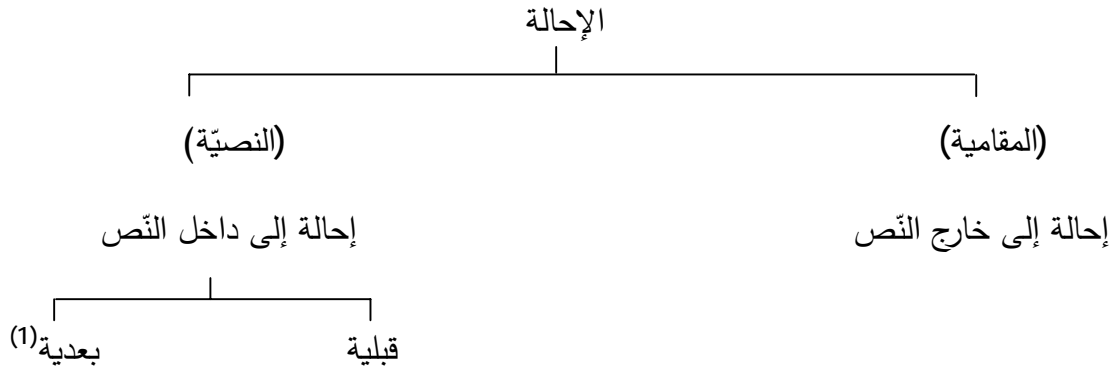 الإحالة
(المقامية) (النصيّة)
إحالة إلى خارج النّص إحالة إلى داخل النّص
قبلية بعدية(1)